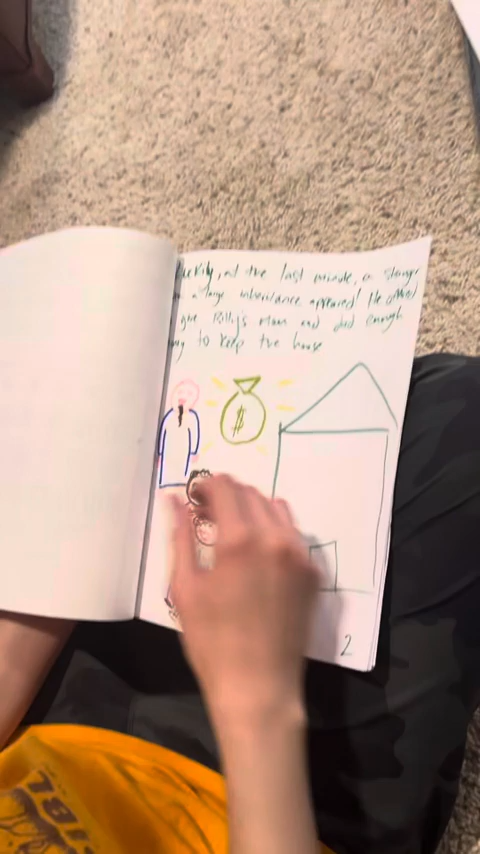 Luckily, at the last minute, a stranger
a large inheritance appeared! He offered
give Billy's mom and dad enough
to keep the house
$
2
IBL